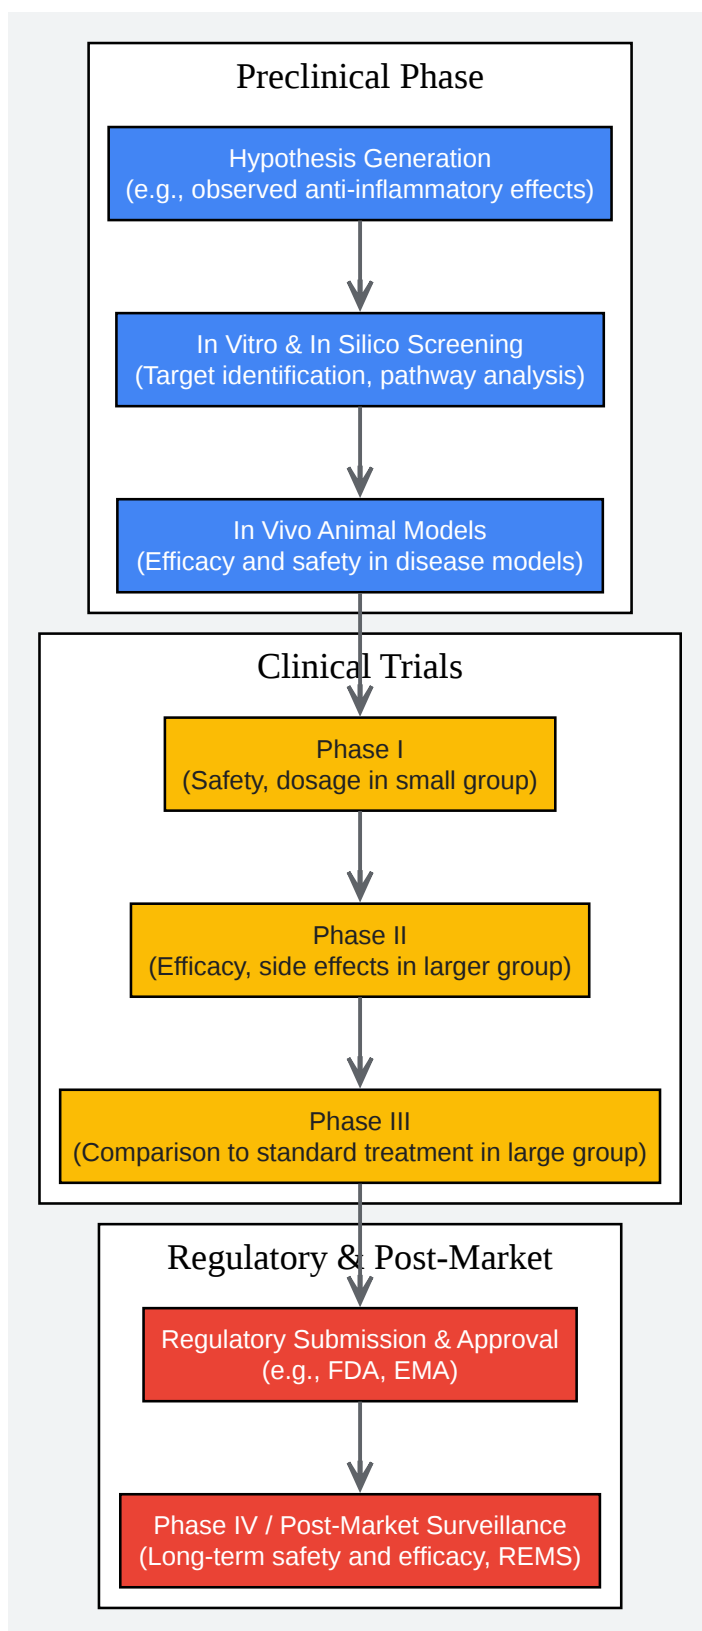 Preclinical Phase
Hypothesis Generation
(e.g., observed anti-inflammatory effects)
In Vitro & In Silico Screening
(Target identification, pathway analysis)
In Vivo Animal Models
(Efficacy and safety in disease models)
Clinical Trials
Phase I
(Safety, dosage in small group)
Phase II
(Efficacy, side effects in larger group)
Phase III
(Comparison to standard treatment in large group)
Regulatory & Post-Market
Regulatory Submission & Approval
(e.g., FDA, EMA)
Phase IV / Post-Market Surveillance
(Long-term safety and efficacy, REMS)